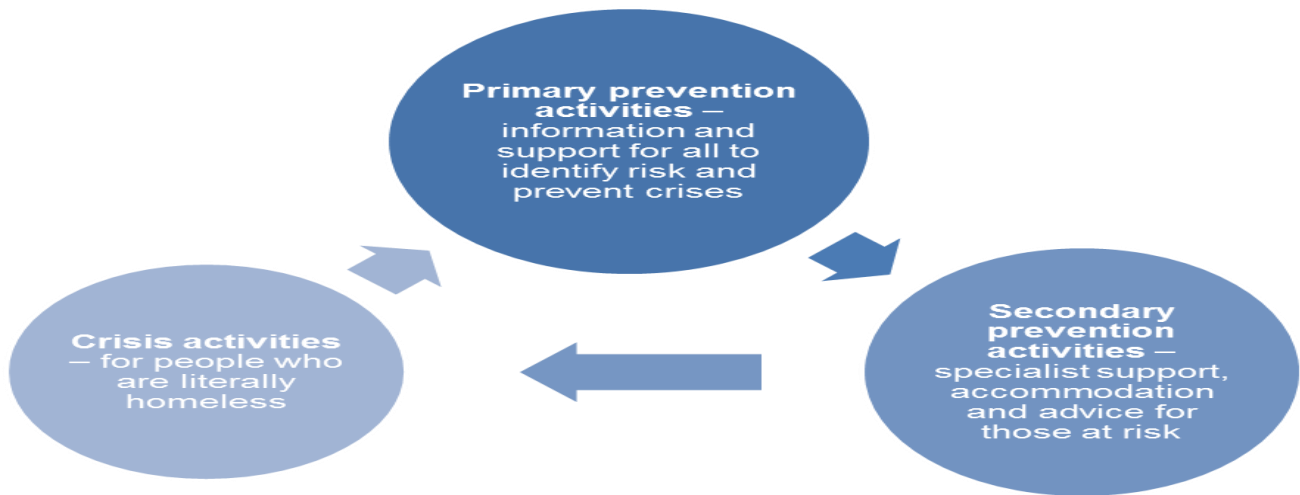 Primary prevention
activities –
information and
support for all to
identify risk and
prevent crises
Crisis activities
– for people who
are literally
homeless
Secondary
prevention
activities –
specialist support,
accommodation
and advice for
those at risk